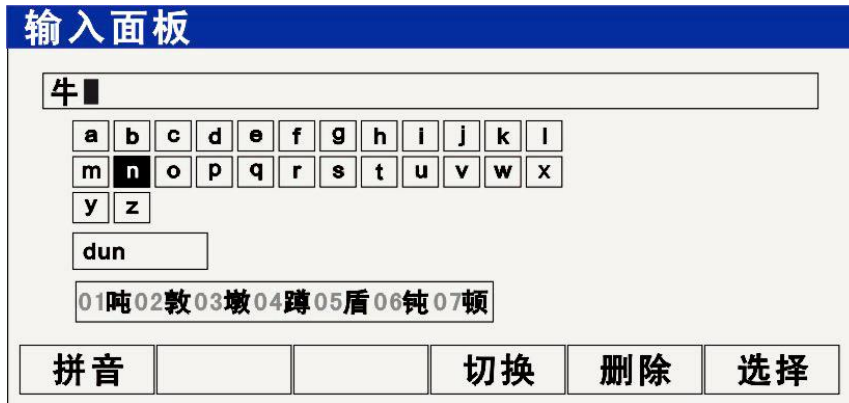 输入面板
牛
a b c d e f g h i j k l
m n o p q r s t u v w x
y z
dun
01吨02敦03墩04蹲05盾06钝07顿
拼音 切换 删除 选择